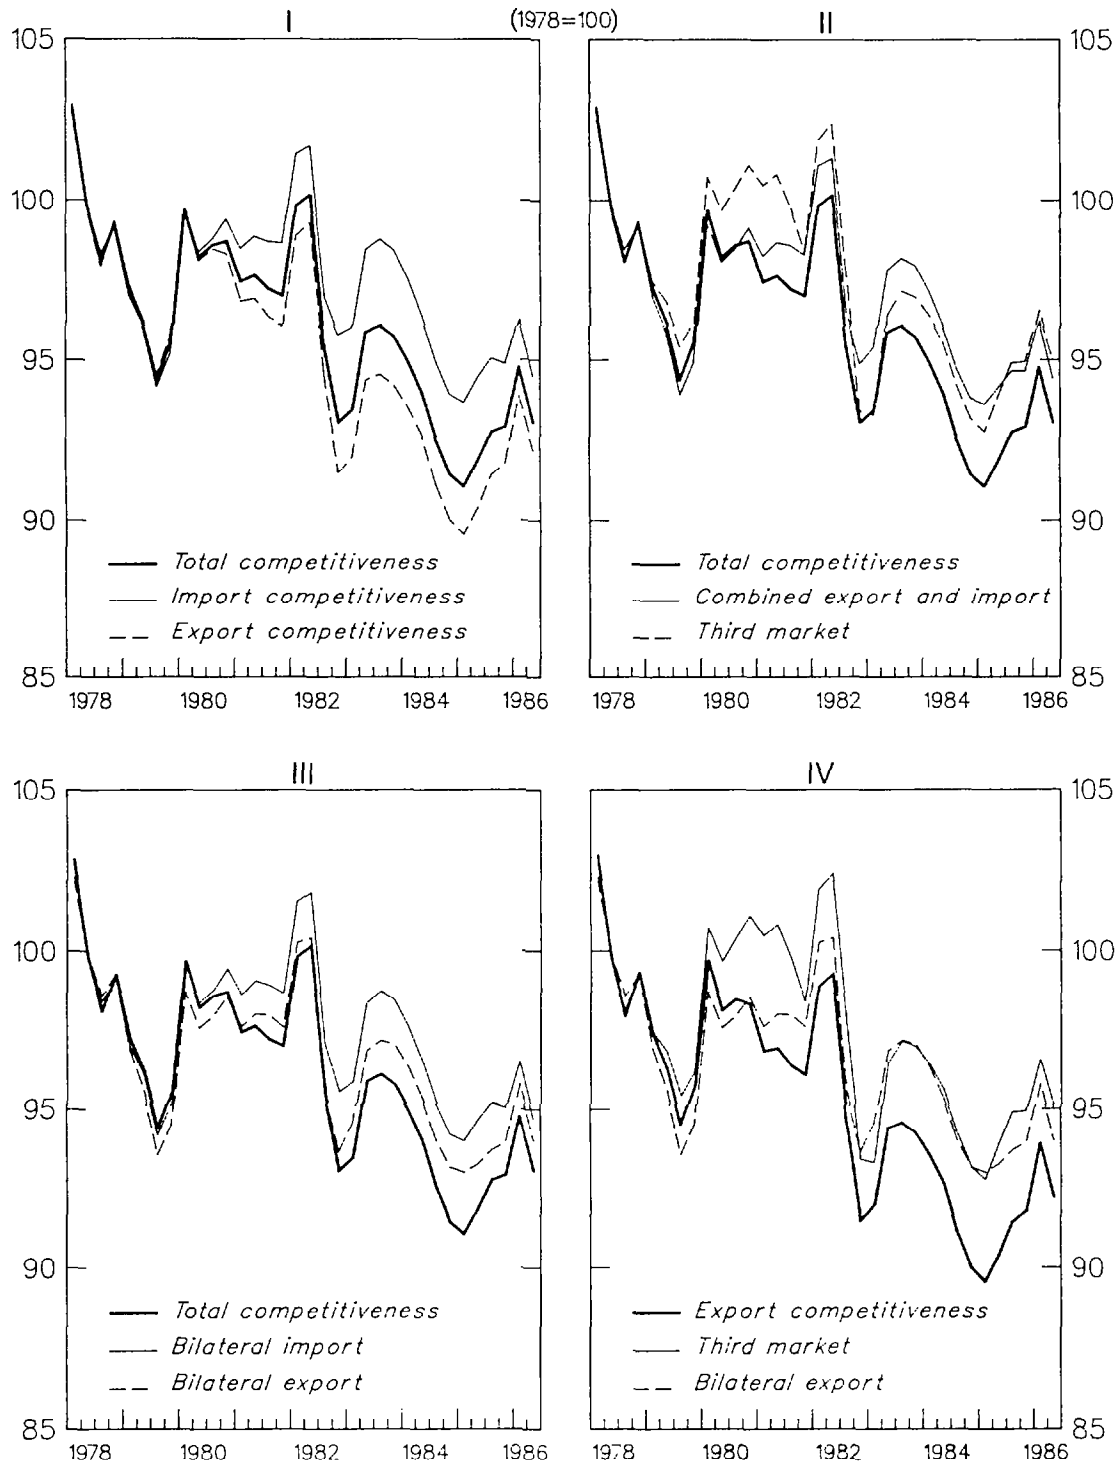 I (1978=100) II
105 105
100 100
95 95
90 90
85 85
Total competitiveness
Import competitiveness
Export competitiveness
Total competitiveness
Combined export and import
Third market
1978 1980 1982 1984 1986
1978 1980 1982 1984 1986
III IV
105 105
100 100
95 95
90 90
85 85
Total competitiveness
Bilateral import
Bilateral export
Export competitiveness
Third market
Bilateral export
1978 1980 1982 1984 1986
1978 1980 1982 1984 1986